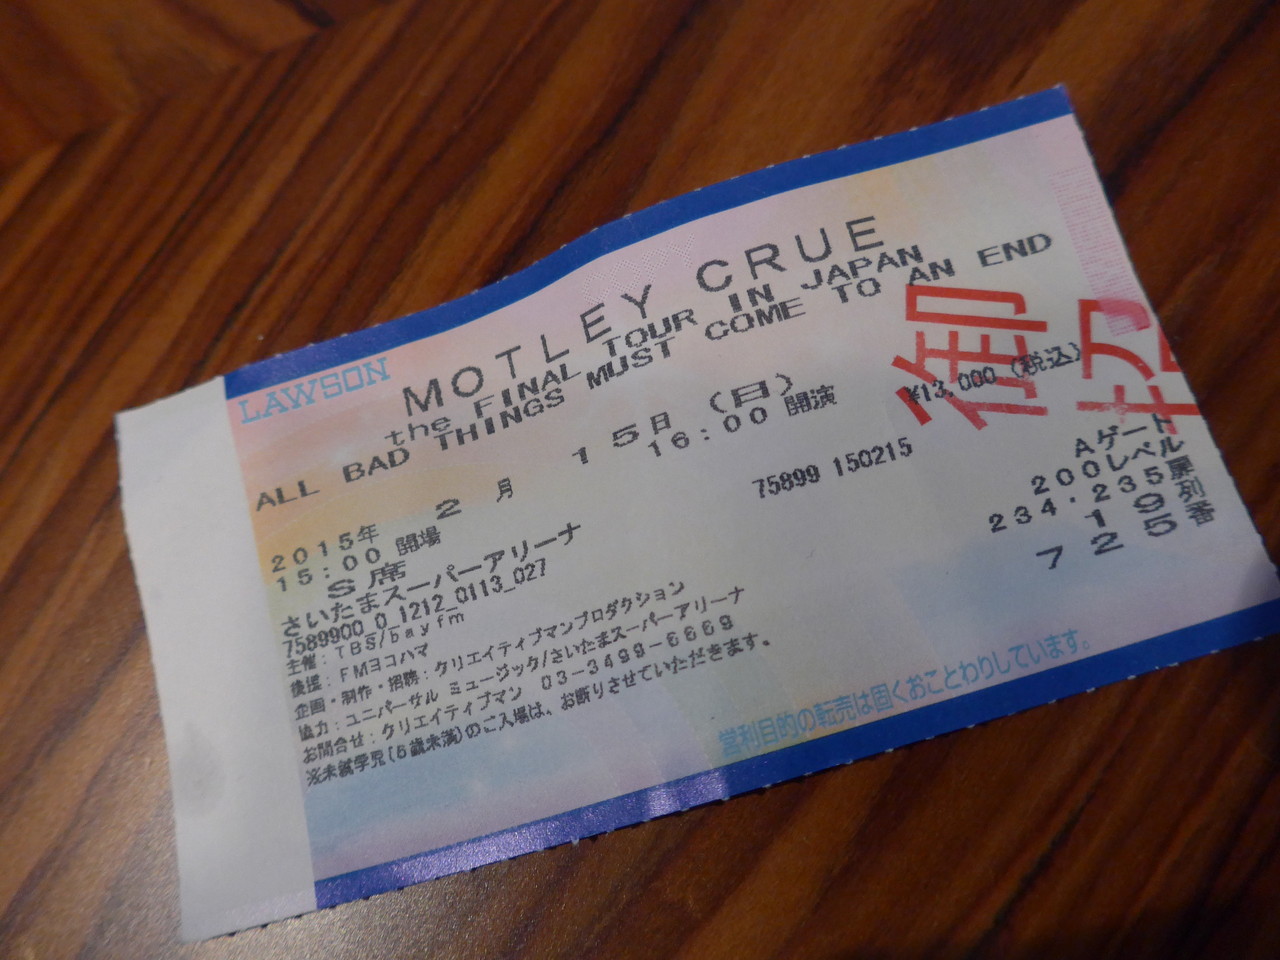 LAWSON
MOTLEY CRUE
the FINAL TOUR IN JAPAN
ALL BAD THINGS MUST COME TO AN END
2015年 2月 15日(日)
15:00 開場 16:00 開演
S席 ¥13,000(税込)
さいたまスーパーアリーナ
7589900_0_1212_0113_027
75899 150215
Aゲート
200レベル
234・235扉
19列
725番
主催:TBS/bayfm
後援:FMヨコハマ
企画・制作・招聘:クリエイティブマンプロダクション
協力:ユニバーサル ミュージック/さいたまスーパーアリーナ
お問合せ:クリエイティブマン 03-3499-6669
※未就学児(6歳未満)のご入場は、お断りさせていただきます。
営利目的の転売は固くおことわりしています。
御